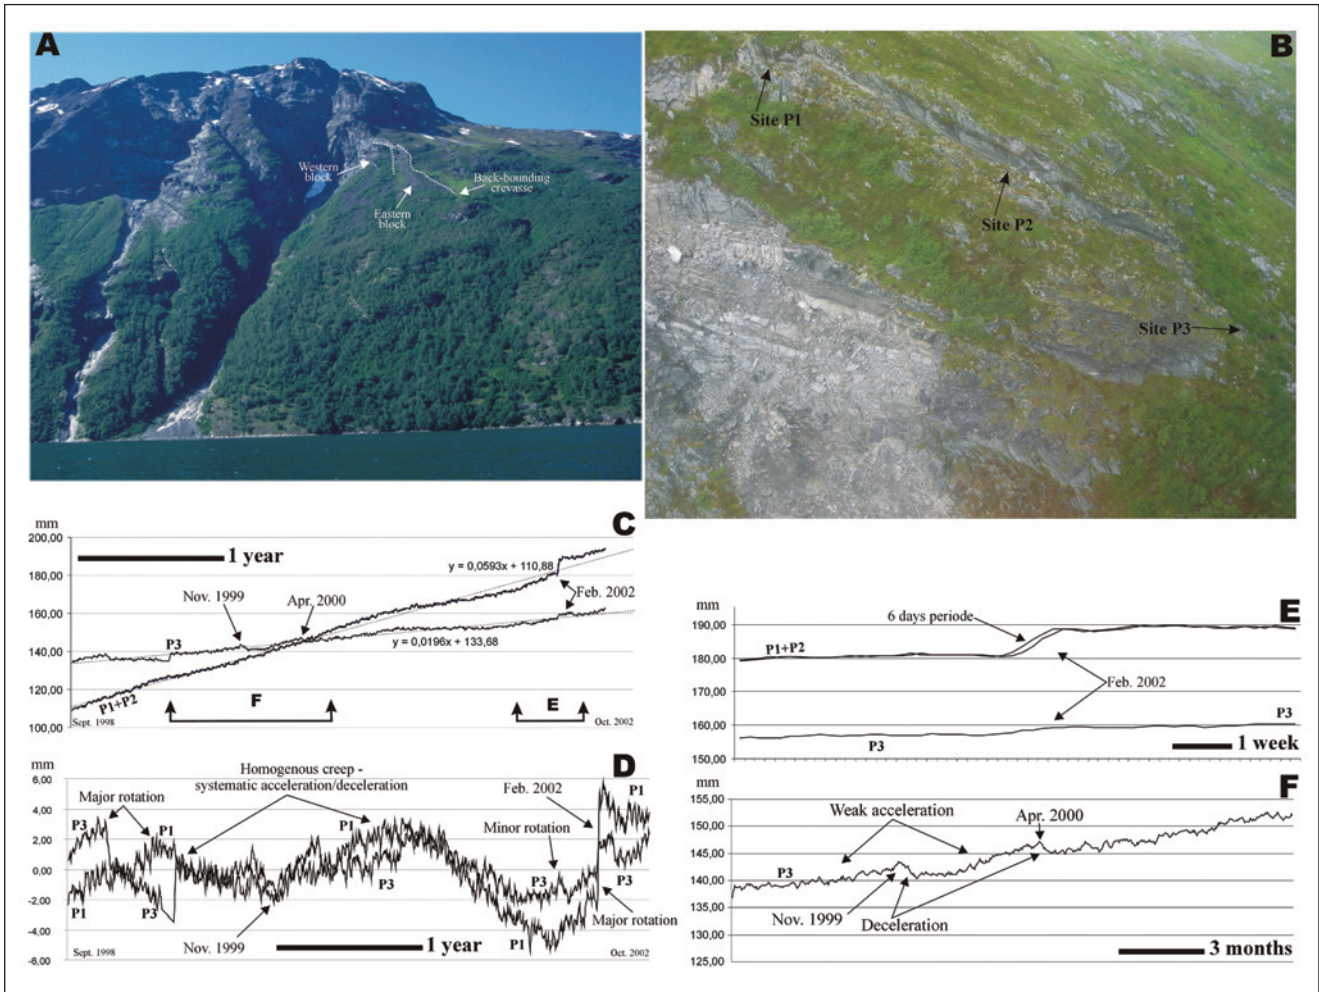 A
Western
block
Eastern
block
Back-bounding
crevasse
B
Site P1
Site P2
Site P3
C
mm
200,00
180,00
160,00
140,00
120,00
100,00
1 year
Nov. 1999
Apr. 2000
y = 0,0593x + 110,88
Feb. 2002
P3
y = 0,0196x + 133,68
P1+P2
F
E
Sept. 1998
Oct. 2002
D
mm
6,00
4,00
2,00
0,00
-2,00
-4,00
-6,00
Homogenous creep -
systematic acceleration/deceleration
Major rotation
P3
P1
Feb. 2002
P1
P1
Minor rotation
P3
P3
P3
P1
P3
Major rotation
Nov. 1999
P1
1 year
Sept. 1998
Oct. 2002
E
mm
190,00
180,00
170,00
160,00
150,00
6 days periode
P1+P2
Feb. 2002
P3
P3
1 week
F
mm
155,00
150,00
145,00
140,00
135,00
130,00
125,00
Weak acceleration
Apr. 2000
P3
Nov. 1999
Deceleration
3 months